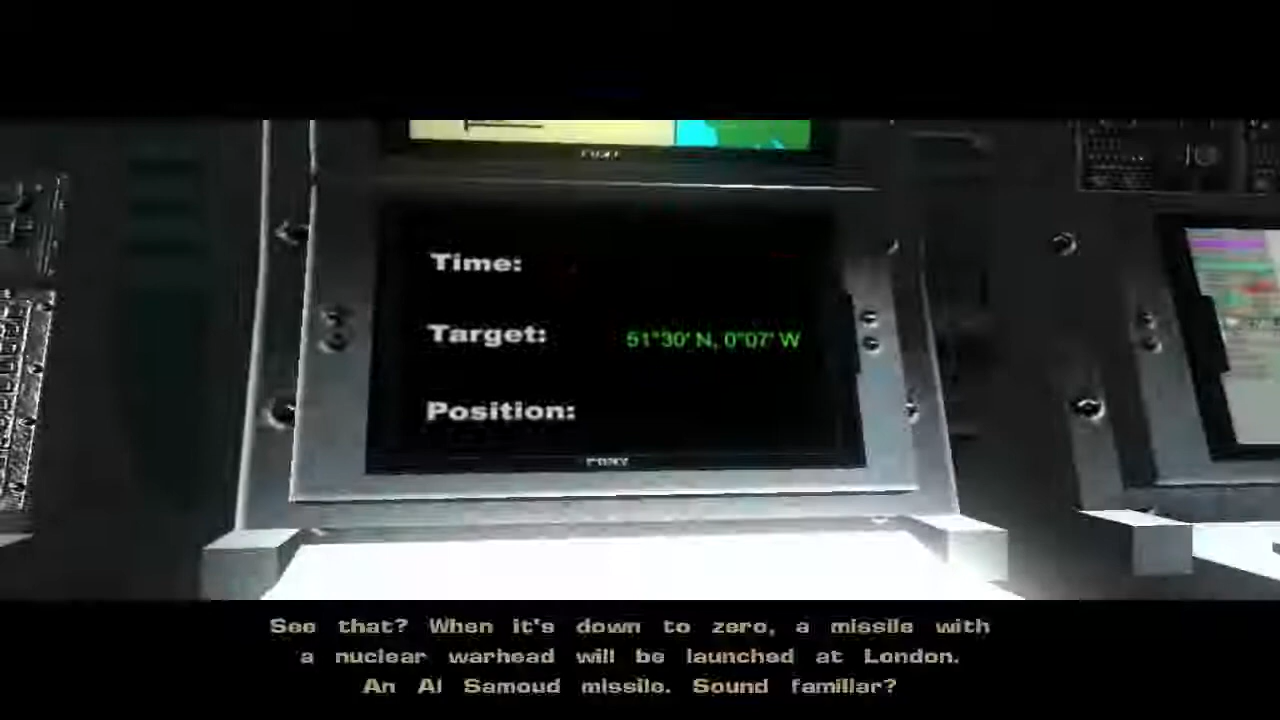 Time:
Target: 51°30' N, 0°07' W
Position:
See that? When it's down to zero, a missile with
a nuclear warhead will be launched at London.
An Al Samoud missile. Sound familiar?